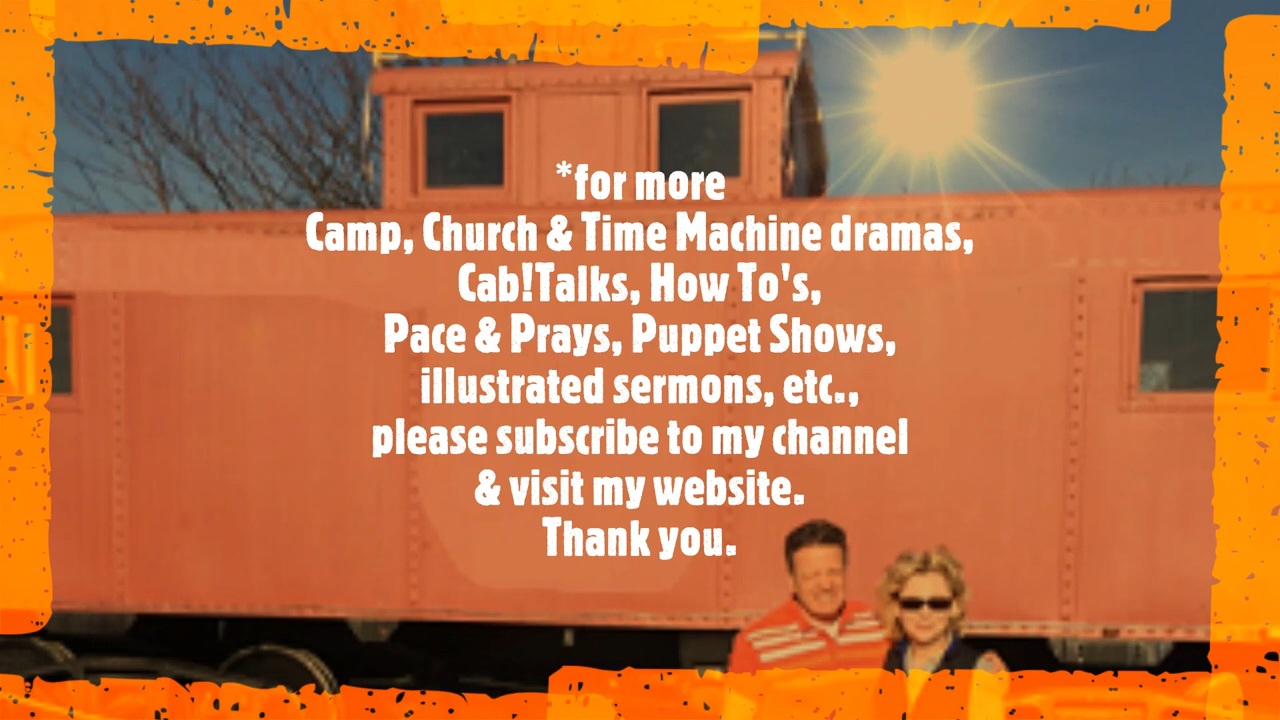 *for more
Camp, Church & Time Machine dramas,
Cab!Talks, How To's,
Pace & Prays, Puppet Shows,
illustrated sermons, etc.,
please subscribe to my channel
& visit my website.
Thank you.